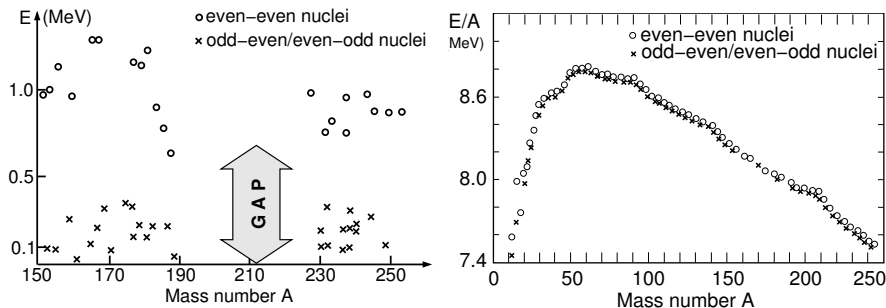 E (MeV)
even−even nuclei
odd−even/even−odd nuclei
1.0
0.5
0.1
GAP
150 170 190 210 230 250
Mass number A
E/A
MeV)
even−even nuclei
odd−even/even−odd nuclei
8.6
8.0
7.4
0 50 100 150 200 250
Mass number A